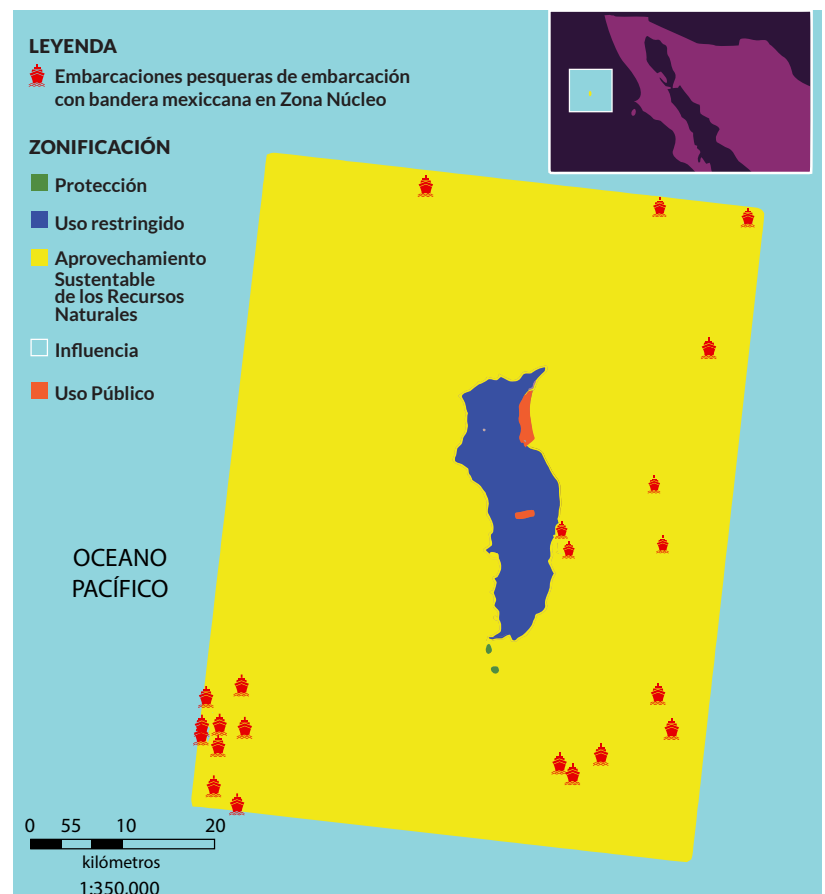 LEYENDA
Embarcaciones pesqueras de embarcación
con bandera mexiccana en Zona Núcleo
ZONIFICACIÓN
Protección
Uso restringido
Aprovechamiento
Sustentable
de los Recursos
Naturales
Influencia
Uso Público
OCEANO
PACÍFICO
0 55 10 20
kilómetros
1:350,000